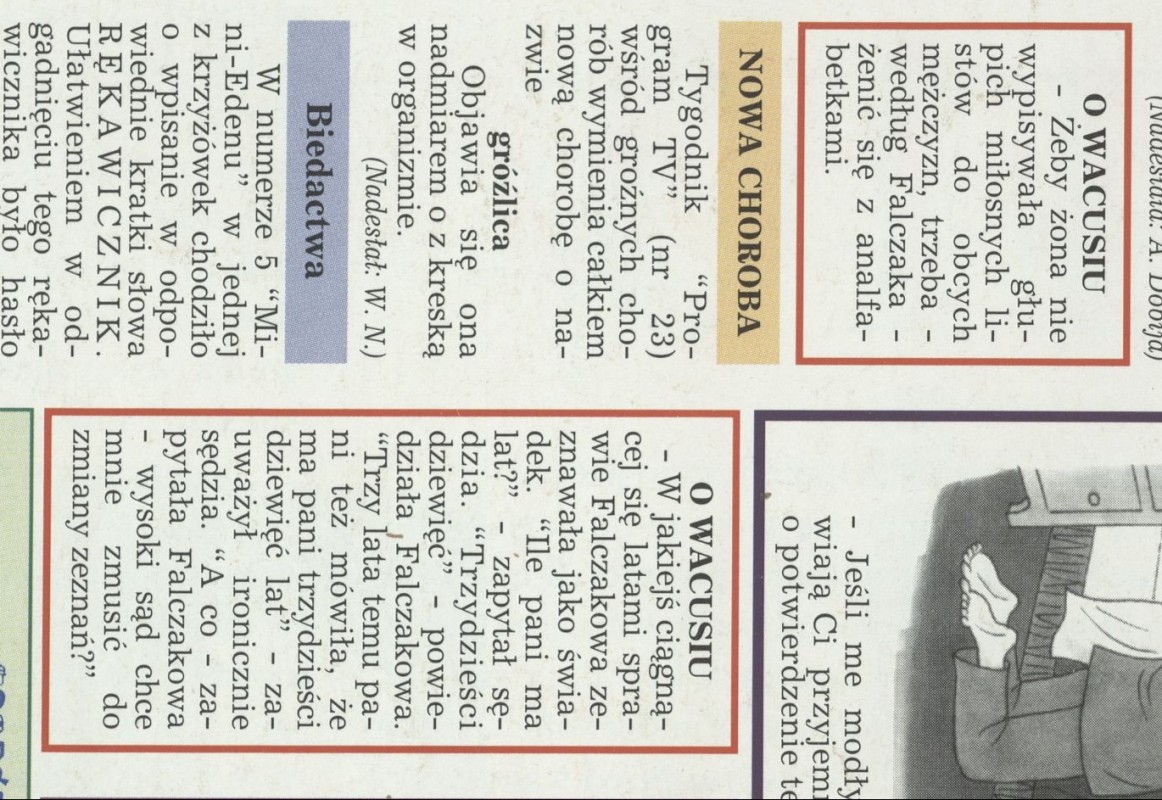 (Nadesłała: A. Dobija)
O WACUSIU
- Żeby żona nie
wypisywała głu-
pich miłosnych li-
stów do obcych
mężczyzn, trzeba -
według Falczaka -
żenić się z analfa-
betkami.
NOWA CHOROBA
Tygodnik “Pro-
gram TV” (nr 23)
wśród groźnych cho-
rób wymienia całkiem
nową chorobę o na-
zwie
gróźlica
Objawia się ona
nadmiarem o z kreską
w organizmie.
(Nadesłał: W. N.)
Biedactwa
W numerze 5 “Mi-
ni-Edenu” w jednej
z krzyżówek chodziło
o wpisanie w odpo-
wiednie kratki słowa
RĘKAWICZNIK.
Ułatwieniem w od-
gadnięciu tego ręka-
wicznika było hasło
- Jeśli me modły
wiają Ci przyjemn
o potwierdzenie te
O WACUSIU
- W jakiejś ciągną-
cej się latami spra-
wie Falczakowa ze-
znawała jako świa-
dek. “Ile pani ma
lat?” - zapytał sę-
dzia. “Trzydzieści
dziewięć” - powie-
działa Falczakowa.
“Trzy lata temu pa-
ni też mówiła, że
ma pani trzydzieści
dziewięć lat” - za-
uważył ironicznie
sędzia. “A co - za-
pytała Falczakowa
- wysoki sąd chce
mnie zmusić do
zmiany zeznań?”